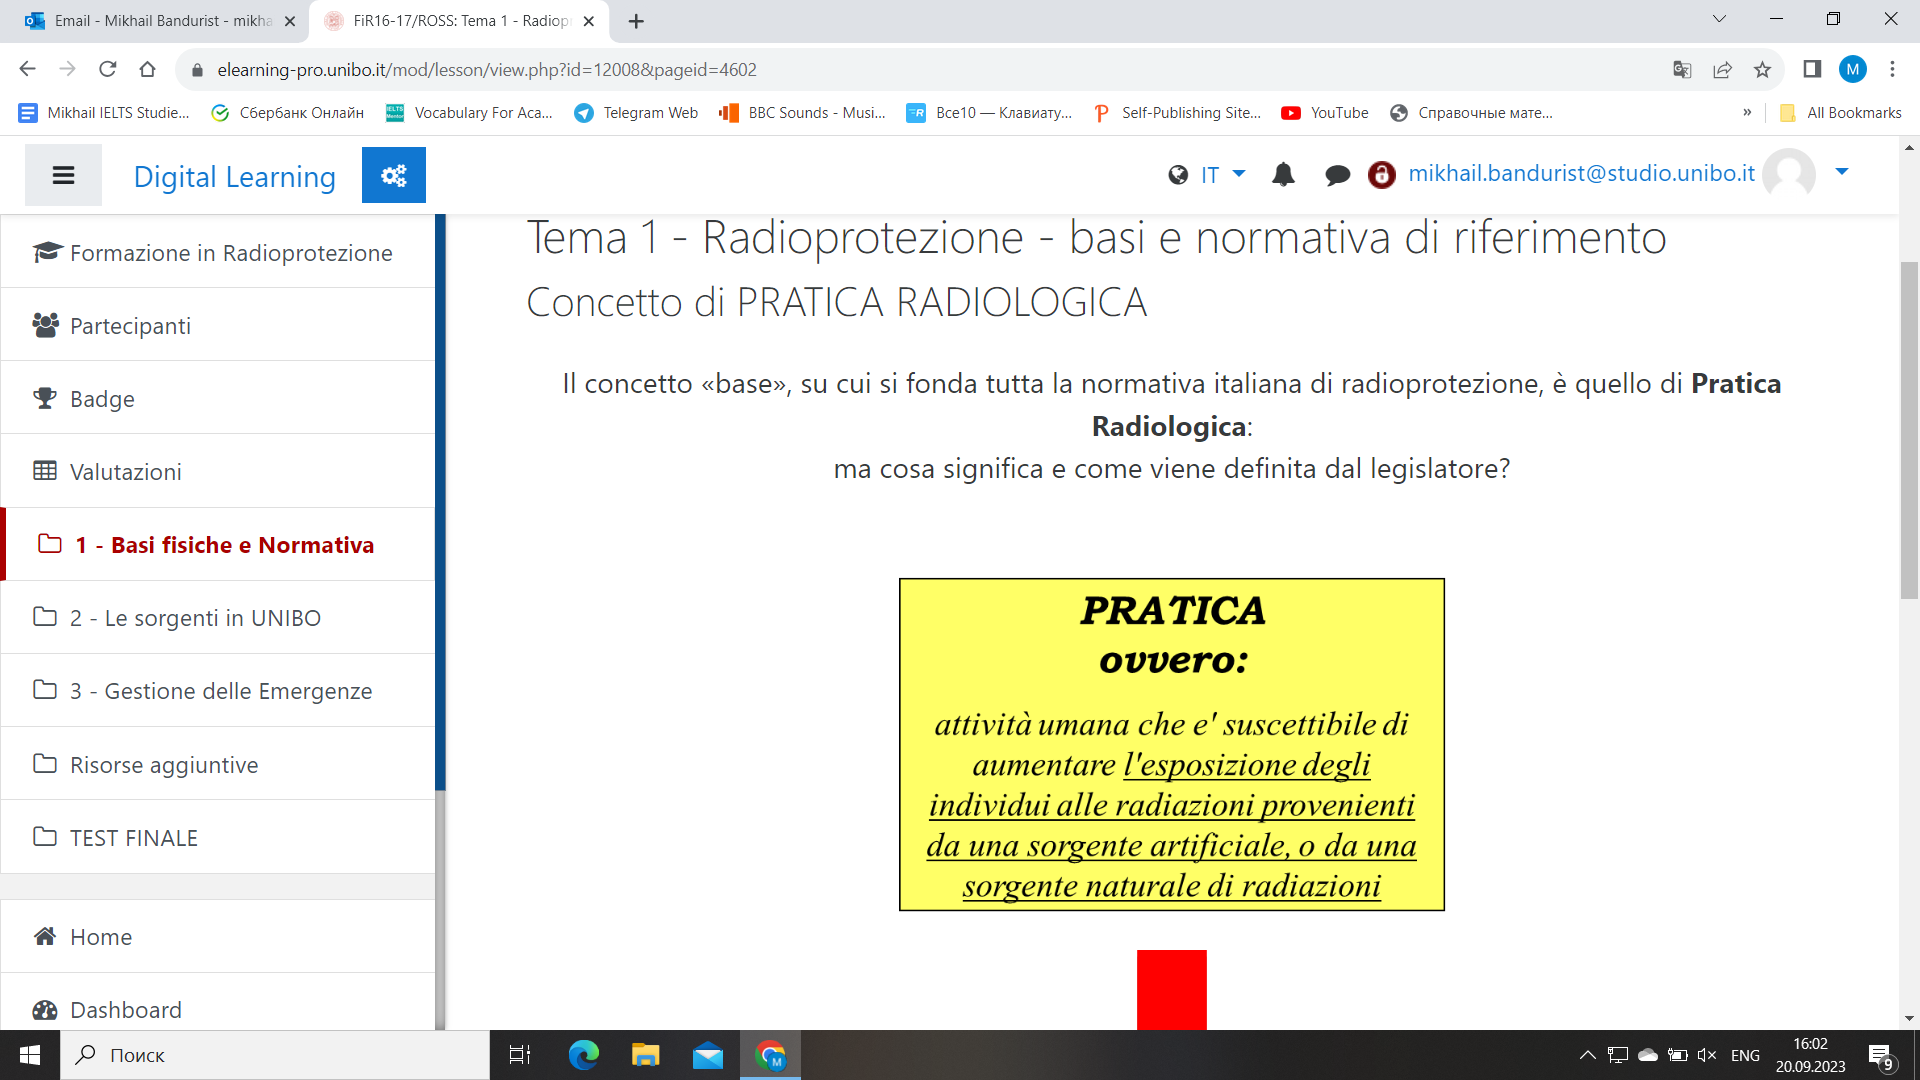 Email - Mikhail Bandurist - mikha
FiR16-17/ROSS: Tema 1 - Radiop
elearning-pro.unibo.it/mod/lesson/view.php?id=12008&pageid=4602
M
Mikhail IELTS Studie...
Сбербанк Онлайн
Vocabulary For Aca...
Telegram Web
BBC Sounds - Musi...
Все10 — Клавиату...
Self-Publishing Site...
YouTube
Справочные мате...
»
All Bookmarks
Digital Learning
IT
mikhail.bandurist@studio.unibo.it
Formazione in Radioprotezione
Partecipanti
Badge
Valutazioni
1 - Basi fisiche e Normativa
2 - Le sorgenti in UNIBO
3 - Gestione delle Emergenze
Risorse aggiuntive
TEST FINALE
Home
Dashboard
Tema 1 - Radioprotezione - basi e normativa di riferimento
Concetto di PRATICA RADIOLOGICA
Il concetto «base», su cui si fonda tutta la normativa italiana di radioprotezione, è quello di Pratica
Radiologica:
ma cosa significa e come viene definita dal legislatore?
PRATICA
ovvero:
attività umana che e' suscettibile di
aumentare l'esposizione degli
individui alle radiazioni provenienti
da una sorgente artificiale, o da una
sorgente naturale di radiazioni
Поиск
M
ENG
16:02
20.09.2023
9